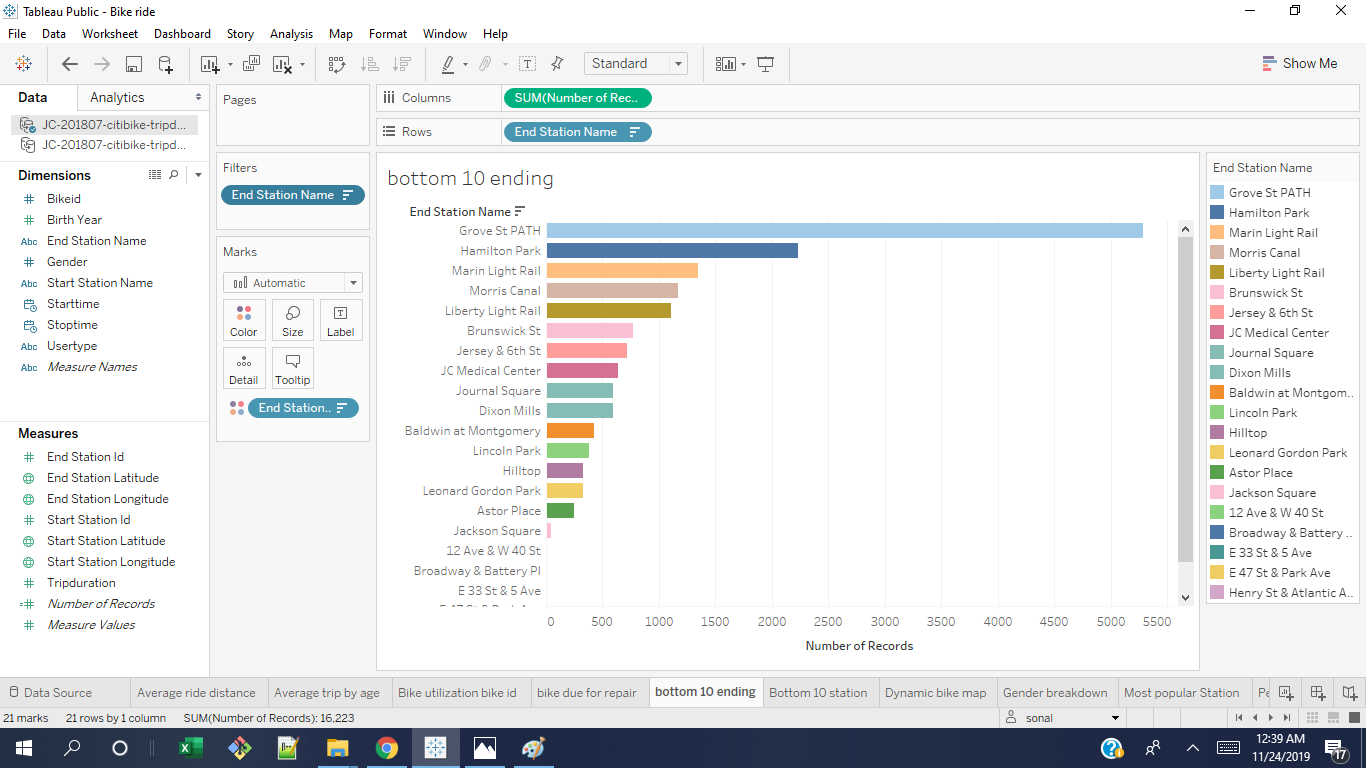 Tableau Public - Bike ride
File Data Worksheet Dashboard Story Analysis Map Format Window Help
Standard
Show Me
Data Analytics
JC-201807-citibike-tripd...
JC-201807-citibike-tripd...
Dimensions
# Bikeid
# Birth Year
Abc End Station Name
# Gender
Abc Start Station Name
Starttime
Stoptime
Abc Usertype
Abc Measure Names
Measures
# End Station Id
End Station Latitude
End Station Longitude
# Start Station Id
Start Station Latitude
Start Station Longitude
# Tripduration
=# Number of Records
# Measure Values
Pages
Filters
End Station Name
Marks
Automatic
Color Size Label
Detail Tooltip
End Station..
Columns SUM(Number of Rec..
Rows End Station Name
bottom 10 ending
End Station Name
Grove St PATH
Hamilton Park
Marin Light Rail
Morris Canal
Liberty Light Rail
Brunswick St
Jersey & 6th St
JC Medical Center
Journal Square
Dixon Mills
Baldwin at Montgomery
Lincoln Park
Hilltop
Leonard Gordon Park
Astor Place
Jackson Square
12 Ave & W 40 St
Broadway & Battery Pl
E 33 St & 5 Ave
0 500 1000 1500 2000 2500 3000 3500 4000 4500 5000 5500
Number of Records
End Station Name
Grove St PATH
Hamilton Park
Marin Light Rail
Morris Canal
Liberty Light Rail
Brunswick St
Jersey & 6th St
JC Medical Center
Journal Square
Dixon Mills
Baldwin at Montgom..
Lincoln Park
Hilltop
Leonard Gordon Park
Astor Place
Jackson Square
12 Ave & W 40 St
Broadway & Battery ..
E 33 St & 5 Ave
E 47 St & Park Ave
Henry St & Atlantic A..
Data Source Average ride distance Average trip by age Bike utilization bike id bike due for repair bottom 10 ending Bottom 10 station Dynamic bike map Gender breakdown Most popular Station Pe
21 marks 21 rows by 1 column SUM(Number of Records): 16,223 sonal
12:39 AM
11/24/2019
17